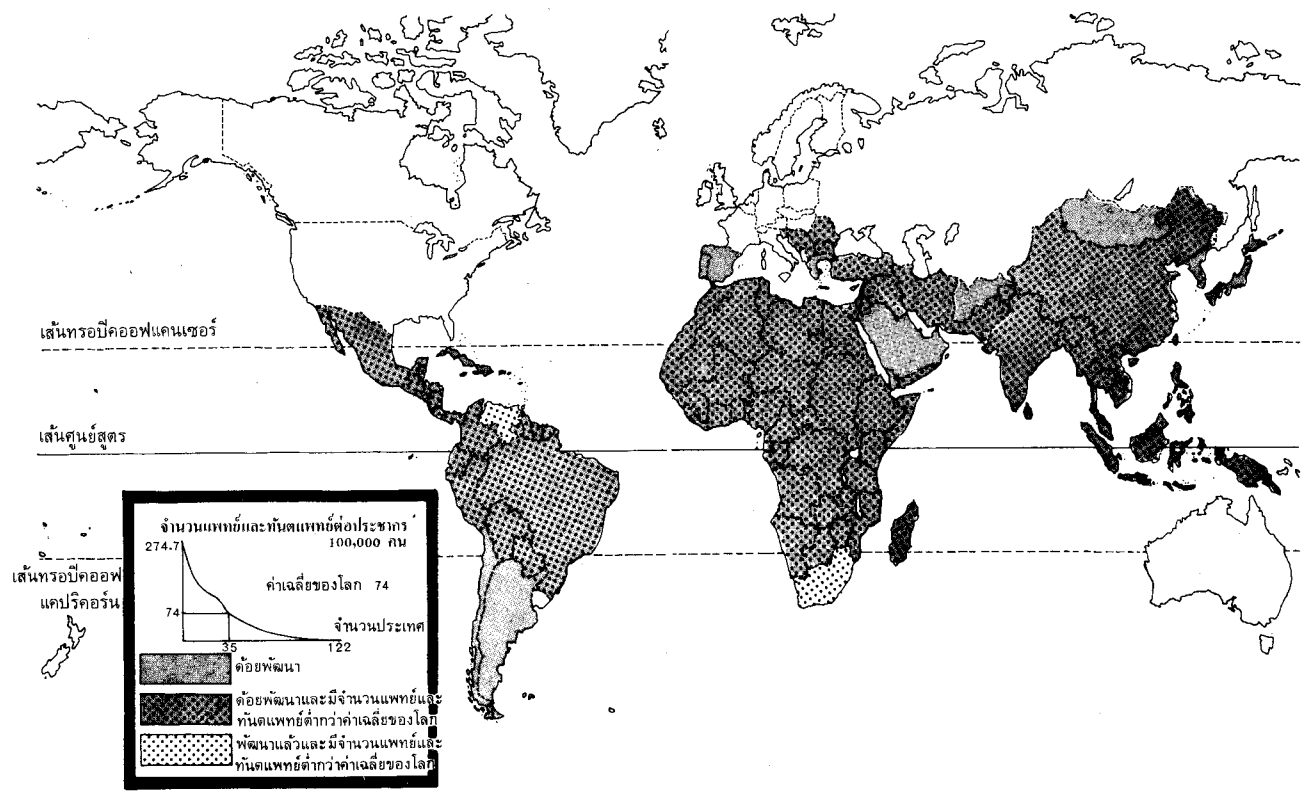 เส้นทรอปิคออฟแคนเซอร์
เส้นศูนย์สูตร
เส้นทรอปิคออฟ
แคปริคอร์น
จำนวนแพทย์และทันตแพทย์ต่อประชากร
100,000 คน
274.7
ค่าเฉลี่ยของโลก 74
74
จำนวนประเทศ
35
122
ด้อยพัฒนา
ด้อยพัฒนาและมีจำนวนแพทย์และ
ทันตแพทย์ต่ำกว่าค่าเฉลี่ยของโลก
พัฒนาแล้วและมีจำนวนแพทย์และ
ทันตแพทย์ต่ำกว่าค่าเฉลี่ยของโลก